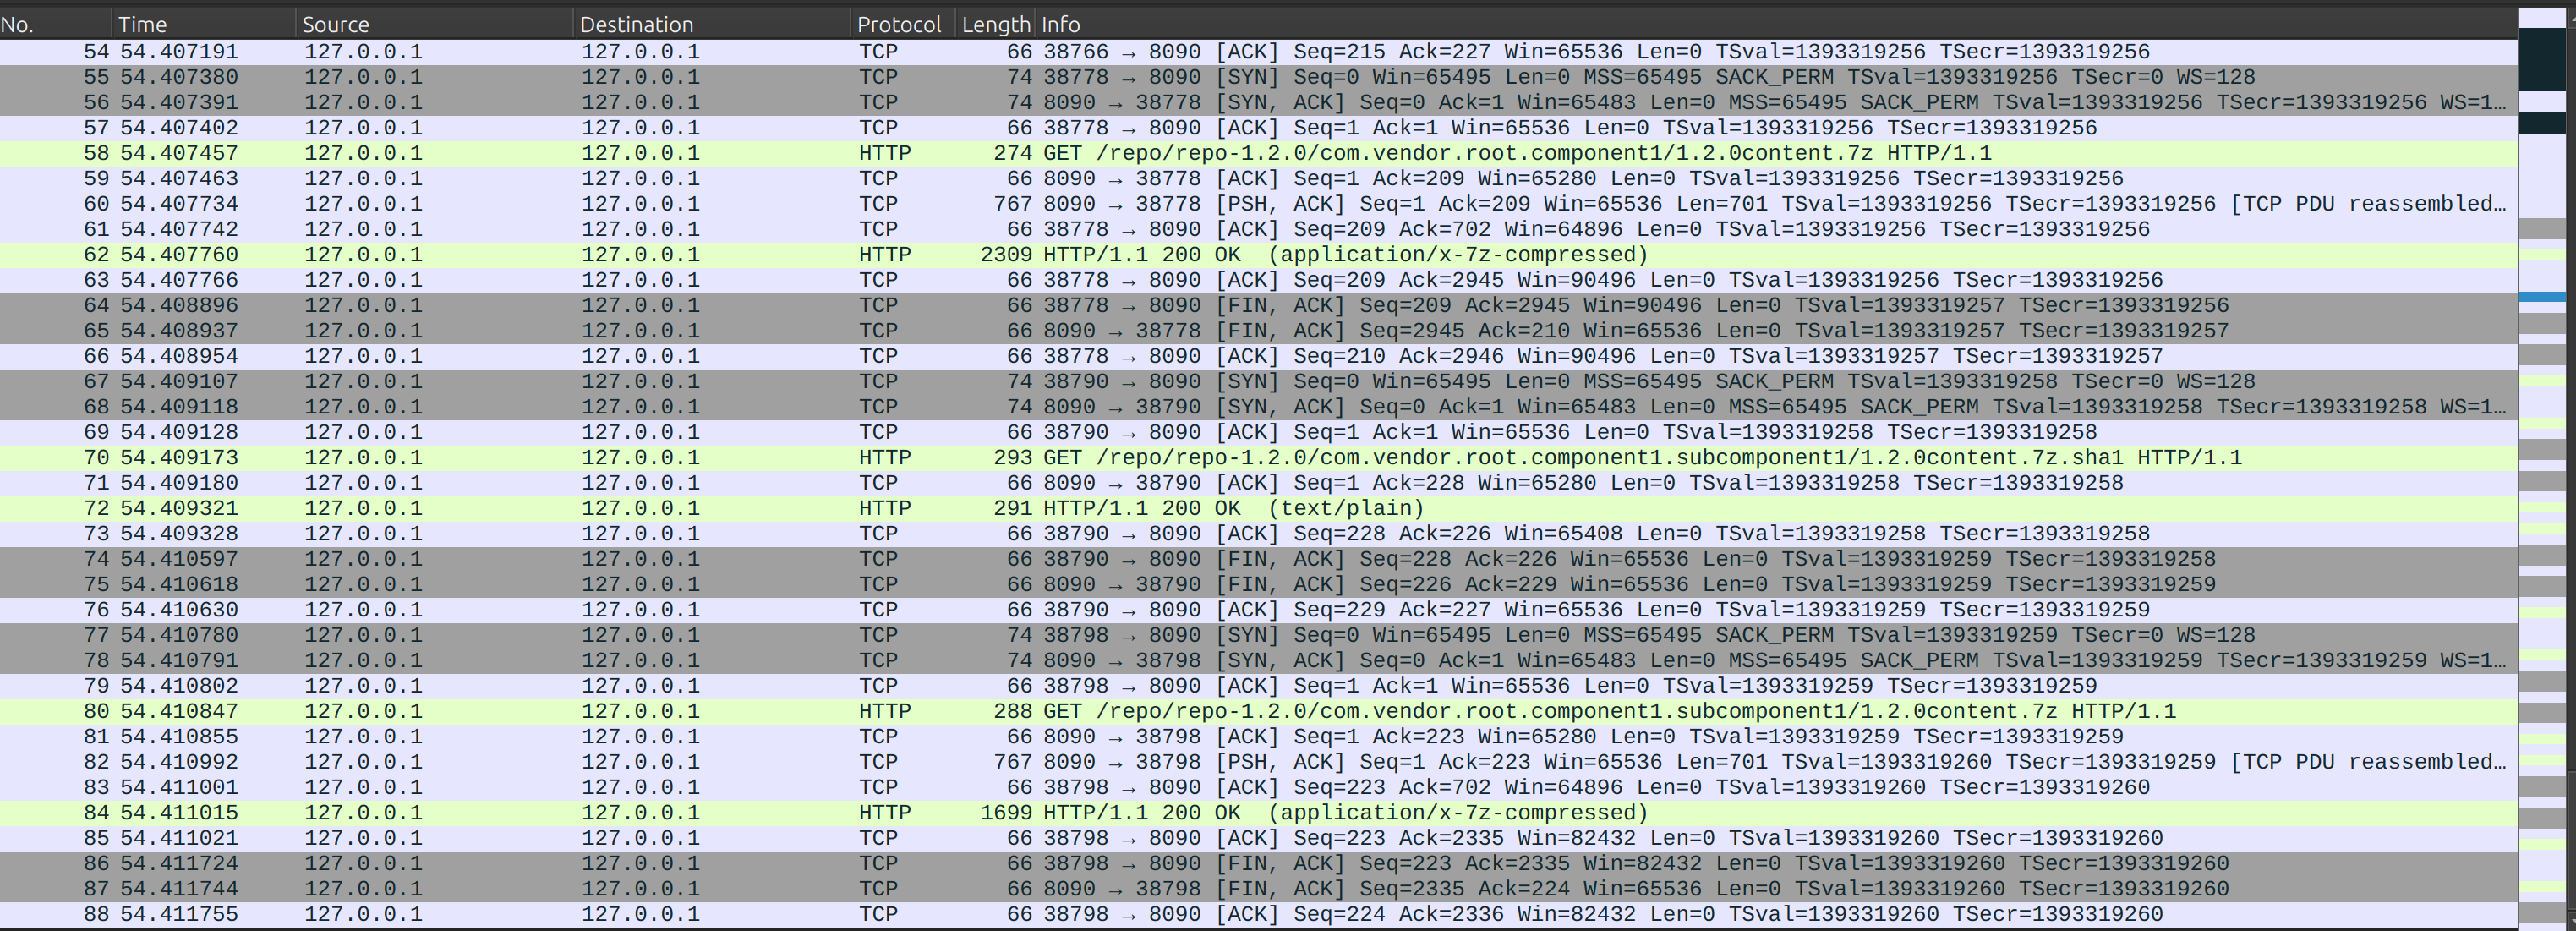 No. Time Source Destination Protocol Length Info
54 54.407191 127.0.0.1 127.0.0.1 TCP 66 38766 → 8090 [ACK] Seq=215 Ack=227 Win=65536 Len=0 TSval=1393319256 TSecr=1393319256
55 54.407380 127.0.0.1 127.0.0.1 TCP 74 38778 → 8090 [SYN] Seq=0 Win=65495 Len=0 MSS=65495 SACK_PERM TSval=1393319256 TSecr=0 WS=128
56 54.407391 127.0.0.1 127.0.0.1 TCP 74 8090 → 38778 [SYN, ACK] Seq=0 Ack=1 Win=65483 Len=0 MSS=65495 SACK_PERM TSval=1393319256 TSecr=1393319256 WS=1…
57 54.407402 127.0.0.1 127.0.0.1 TCP 66 38778 → 8090 [ACK] Seq=1 Ack=1 Win=65536 Len=0 TSval=1393319256 TSecr=1393319256
58 54.407457 127.0.0.1 127.0.0.1 HTTP 274 GET /repo/repo-1.2.0/com.vendor.root.component1/1.2.0content.7z HTTP/1.1
59 54.407463 127.0.0.1 127.0.0.1 TCP 66 8090 → 38778 [ACK] Seq=1 Ack=209 Win=65280 Len=0 TSval=1393319256 TSecr=1393319256
60 54.407734 127.0.0.1 127.0.0.1 TCP 767 8090 → 38778 [PSH, ACK] Seq=1 Ack=209 Win=65536 Len=701 TSval=1393319256 TSecr=1393319256 [TCP PDU reassembled…
61 54.407742 127.0.0.1 127.0.0.1 TCP 66 38778 → 8090 [ACK] Seq=209 Ack=702 Win=64896 Len=0 TSval=1393319256 TSecr=1393319256
62 54.407760 127.0.0.1 127.0.0.1 HTTP 2309 HTTP/1.1 200 OK  (application/x-7z-compressed)
63 54.407766 127.0.0.1 127.0.0.1 TCP 66 38778 → 8090 [ACK] Seq=209 Ack=2945 Win=90496 Len=0 TSval=1393319256 TSecr=1393319256
64 54.408896 127.0.0.1 127.0.0.1 TCP 66 38778 → 8090 [FIN, ACK] Seq=209 Ack=2945 Win=90496 Len=0 TSval=1393319257 TSecr=1393319256
65 54.408937 127.0.0.1 127.0.0.1 TCP 66 8090 → 38778 [FIN, ACK] Seq=2945 Ack=210 Win=65536 Len=0 TSval=1393319257 TSecr=1393319257
66 54.408954 127.0.0.1 127.0.0.1 TCP 66 38778 → 8090 [ACK] Seq=210 Ack=2946 Win=90496 Len=0 TSval=1393319257 TSecr=1393319257
67 54.409107 127.0.0.1 127.0.0.1 TCP 74 38790 → 8090 [SYN] Seq=0 Win=65495 Len=0 MSS=65495 SACK_PERM TSval=1393319258 TSecr=0 WS=128
68 54.409118 127.0.0.1 127.0.0.1 TCP 74 8090 → 38790 [SYN, ACK] Seq=0 Ack=1 Win=65483 Len=0 MSS=65495 SACK_PERM TSval=1393319258 TSecr=1393319258 WS=1…
69 54.409128 127.0.0.1 127.0.0.1 TCP 66 38790 → 8090 [ACK] Seq=1 Ack=1 Win=65536 Len=0 TSval=1393319258 TSecr=1393319258
70 54.409173 127.0.0.1 127.0.0.1 HTTP 293 GET /repo/repo-1.2.0/com.vendor.root.component1.subcomponent1/1.2.0content.7z.sha1 HTTP/1.1
71 54.409180 127.0.0.1 127.0.0.1 TCP 66 8090 → 38790 [ACK] Seq=1 Ack=228 Win=65280 Len=0 TSval=1393319258 TSecr=1393319258
72 54.409321 127.0.0.1 127.0.0.1 HTTP 291 HTTP/1.1 200 OK  (text/plain)
73 54.409328 127.0.0.1 127.0.0.1 TCP 66 38790 → 8090 [ACK] Seq=228 Ack=226 Win=65408 Len=0 TSval=1393319258 TSecr=1393319258
74 54.410597 127.0.0.1 127.0.0.1 TCP 66 38790 → 8090 [FIN, ACK] Seq=228 Ack=226 Win=65536 Len=0 TSval=1393319259 TSecr=1393319258
75 54.410618 127.0.0.1 127.0.0.1 TCP 66 8090 → 38790 [FIN, ACK] Seq=226 Ack=229 Win=65536 Len=0 TSval=1393319259 TSecr=1393319259
76 54.410630 127.0.0.1 127.0.0.1 TCP 66 38790 → 8090 [ACK] Seq=229 Ack=227 Win=65536 Len=0 TSval=1393319259 TSecr=1393319259
77 54.410780 127.0.0.1 127.0.0.1 TCP 74 38798 → 8090 [SYN] Seq=0 Win=65495 Len=0 MSS=65495 SACK_PERM TSval=1393319259 TSecr=0 WS=128
78 54.410791 127.0.0.1 127.0.0.1 TCP 74 8090 → 38798 [SYN, ACK] Seq=0 Ack=1 Win=65483 Len=0 MSS=65495 SACK_PERM TSval=1393319259 TSecr=1393319259 WS=1…
79 54.410802 127.0.0.1 127.0.0.1 TCP 66 38798 → 8090 [ACK] Seq=1 Ack=1 Win=65536 Len=0 TSval=1393319259 TSecr=1393319259
80 54.410847 127.0.0.1 127.0.0.1 HTTP 288 GET /repo/repo-1.2.0/com.vendor.root.component1.subcomponent1/1.2.0content.7z HTTP/1.1
81 54.410855 127.0.0.1 127.0.0.1 TCP 66 8090 → 38798 [ACK] Seq=1 Ack=223 Win=65280 Len=0 TSval=1393319259 TSecr=1393319259
82 54.410992 127.0.0.1 127.0.0.1 TCP 767 8090 → 38798 [PSH, ACK] Seq=1 Ack=223 Win=65536 Len=701 TSval=1393319260 TSecr=1393319259 [TCP PDU reassembled…
83 54.411001 127.0.0.1 127.0.0.1 TCP 66 38798 → 8090 [ACK] Seq=223 Ack=702 Win=64896 Len=0 TSval=1393319260 TSecr=1393319260
84 54.411015 127.0.0.1 127.0.0.1 HTTP 1699 HTTP/1.1 200 OK  (application/x-7z-compressed)
85 54.411021 127.0.0.1 127.0.0.1 TCP 66 38798 → 8090 [ACK] Seq=223 Ack=2335 Win=82432 Len=0 TSval=1393319260 TSecr=1393319260
86 54.411724 127.0.0.1 127.0.0.1 TCP 66 38798 → 8090 [FIN, ACK] Seq=223 Ack=2335 Win=82432 Len=0 TSval=1393319260 TSecr=1393319260
87 54.411744 127.0.0.1 127.0.0.1 TCP 66 8090 → 38798 [FIN, ACK] Seq=2335 Ack=224 Win=65536 Len=0 TSval=1393319260 TSecr=1393319260
88 54.411755 127.0.0.1 127.0.0.1 TCP 66 38798 → 8090 [ACK] Seq=224 Ack=2336 Win=82432 Len=0 TSval=1393319260 TSecr=1393319260